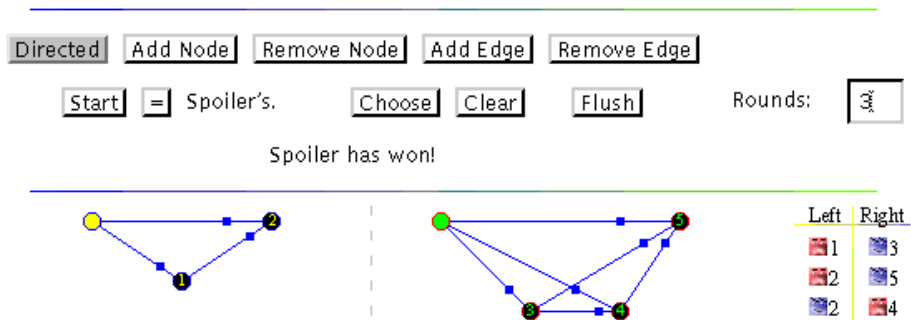 Directed Add Node Remove Node Add Edge Remove Edge
Start = Spoiler's. Choose Clear Flush Rounds: 3
Spoiler has won!
2 5 Left Right
1 3
1 2 5
3 4 2 4